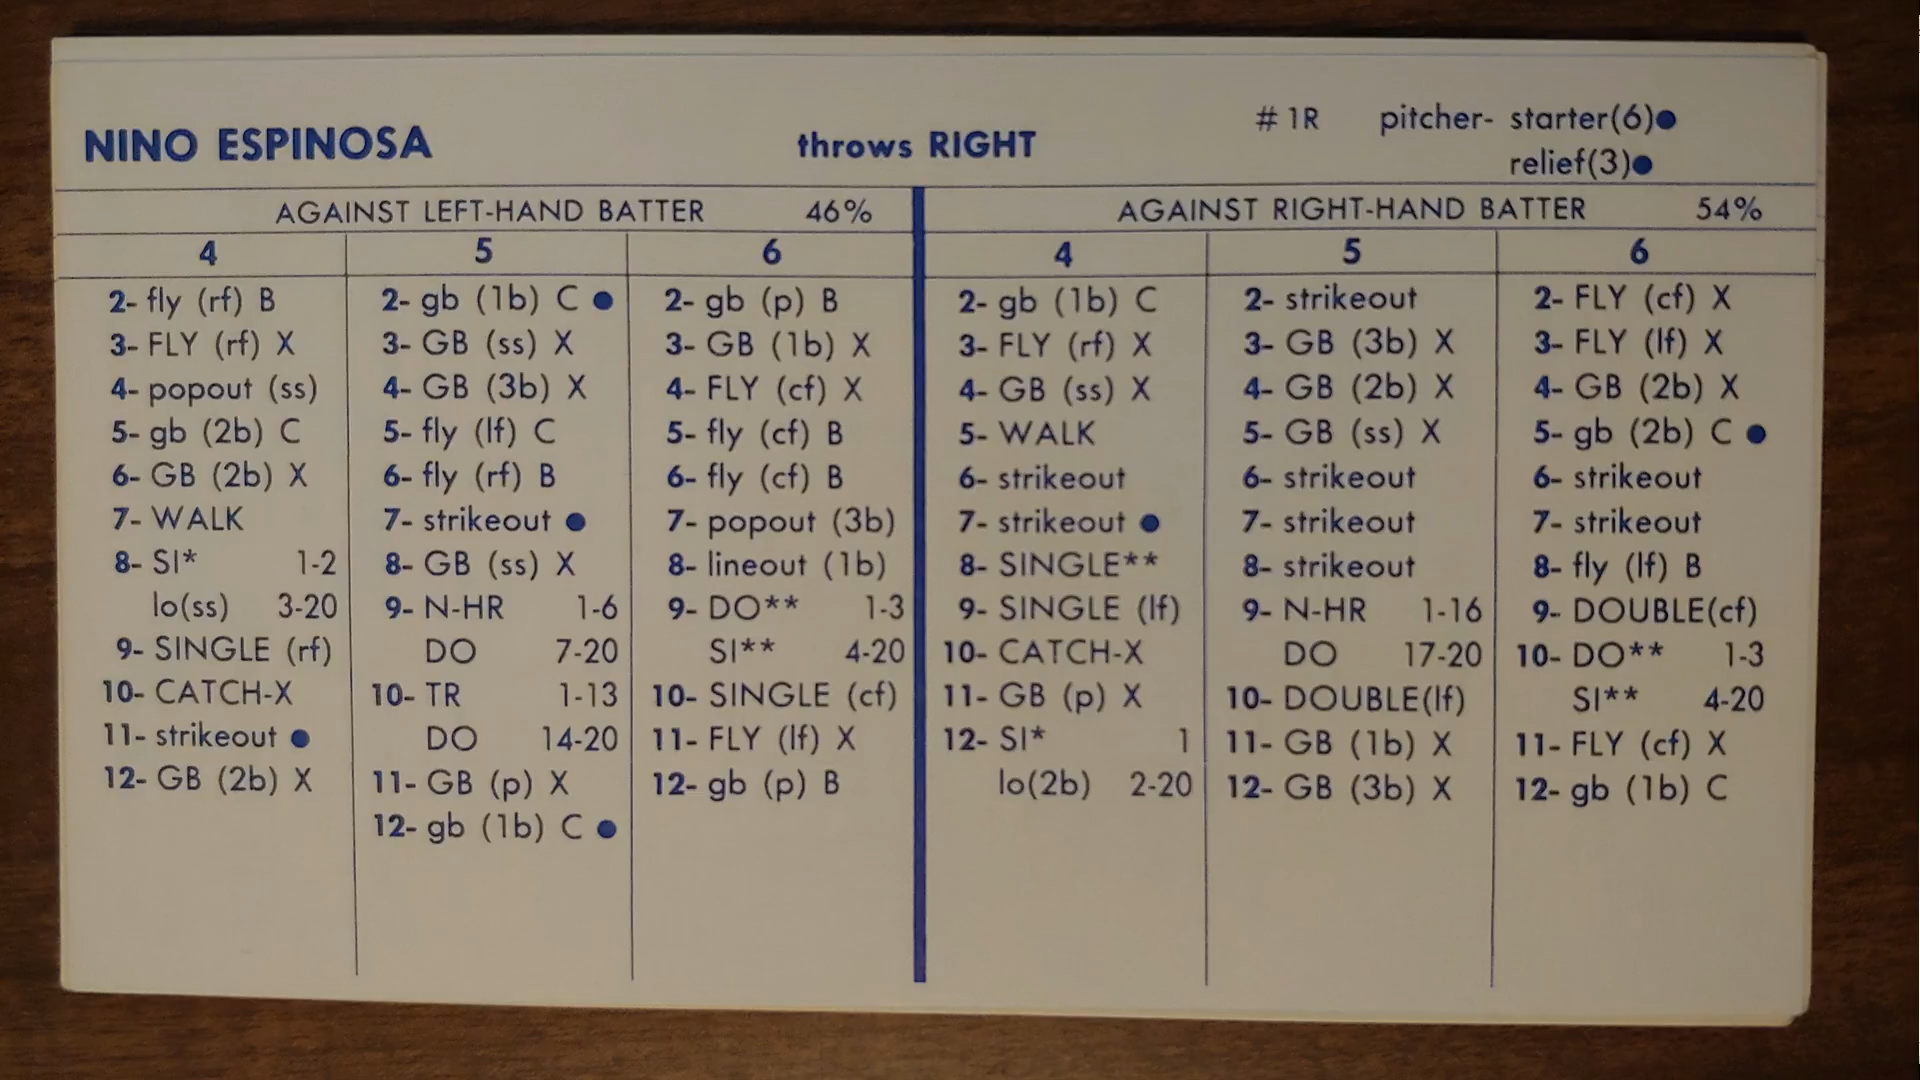 NINO ESPINOSA throws RIGHT # 1R pitcher- starter(6)●
relief(3)●
AGAINST LEFT-HAND BATTER 46%
4 5 6
2- fly (rf) B
3- FLY (rf) X
4- popout (ss)
5- gb (2b) C
6- GB (2b) X
7- WALK
8- SI* 1-2
lo(ss) 3-20
9- SINGLE (rf)
10- CATCH-X
11- strikeout ●
12- GB (2b) X
2- gb (1b) C ●
3- GB (ss) X
4- GB (3b) X
5- fly (lf) C
6- fly (rf) B
7- strikeout ●
8- GB (ss) X
9- N-HR 1-6
DO 7-20
10- TR 1-13
DO 14-20
11- GB (p) X
12- gb (1b) C ●
2- gb (p) B
3- GB (1b) X
4- FLY (cf) X
5- fly (cf) B
6- fly (cf) B
7- popout (3b)
8- lineout (1b)
9- DO** 1-3
SI** 4-20
10- SINGLE (cf)
11- FLY (lf) X
12- gb (p) B
AGAINST RIGHT-HAND BATTER 54%
4 5 6
2- gb (1b) C
3- FLY (rf) X
4- GB (ss) X
5- WALK
6- strikeout
7- strikeout ●
8- SINGLE**
9- SINGLE (lf)
10- CATCH-X
11- GB (p) X
12- SI* 1
lo(2b) 2-20
2- strikeout
3- GB (3b) X
4- GB (2b) X
5- GB (ss) X
6- strikeout
7- strikeout
8- strikeout
9- N-HR 1-16
DO 17-20
10- DOUBLE(lf)
11- GB (1b) X
12- GB (3b) X
2- FLY (cf) X
3- FLY (lf) X
4- GB (2b) X
5- gb (2b) C ●
6- strikeout
7- strikeout
8- fly (lf) B
9- DOUBLE(cf)
10- DO** 1-3
SI** 4-20
11- FLY (cf) X
12- gb (1b) C